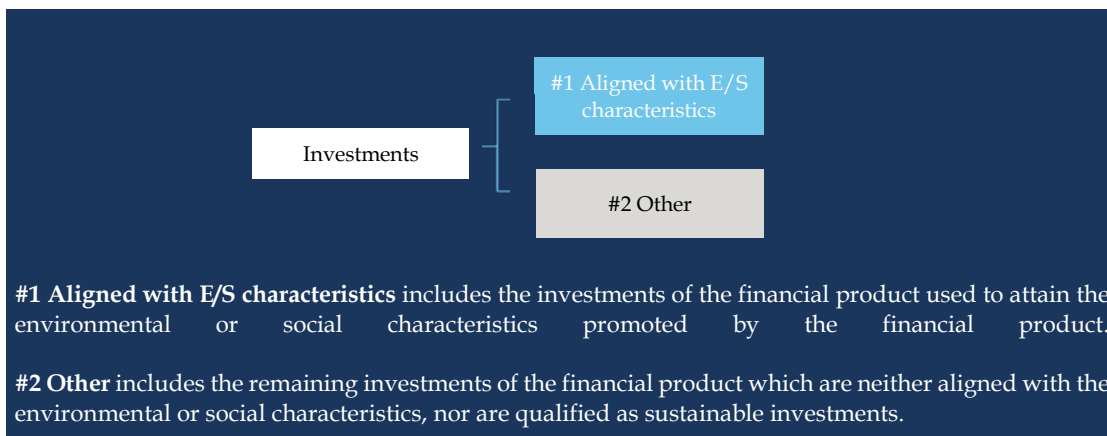 #1 Aligned with E/S
characteristics
Investments
#2 Other
#1 Aligned with E/S characteristics includes the investments of the financial product used to attain the
environmental or social characteristics promoted by the financial product.
#2 Other includes the remaining investments of the financial product which are neither aligned with the
environmental or social characteristics, nor are qualified as sustainable investments.